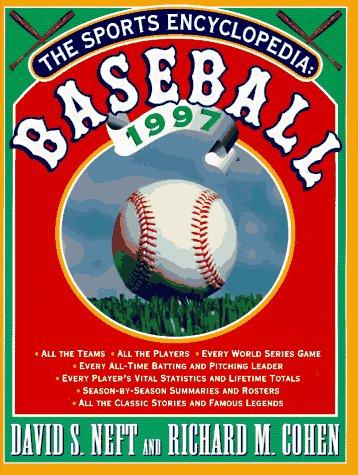 THE SPORTS ENCYCLOPEDIA:
BASEBALL
1997
• ALL THE TEAMS • ALL THE PLAYERS • EVERY WORLD SERIES GAME
• EVERY ALL-TIME BATTING AND PITCHING LEADER
• EVERY PLAYER'S VITAL STATISTICS AND LIFETIME TOTALS
• SEASON-BY-SEASON SUMMARIES AND ROSTERS
• ALL THE CLASSIC STORIES AND FAMOUS LEGENDS
DAVID S. NEFT AND RICHARD M. COHEN